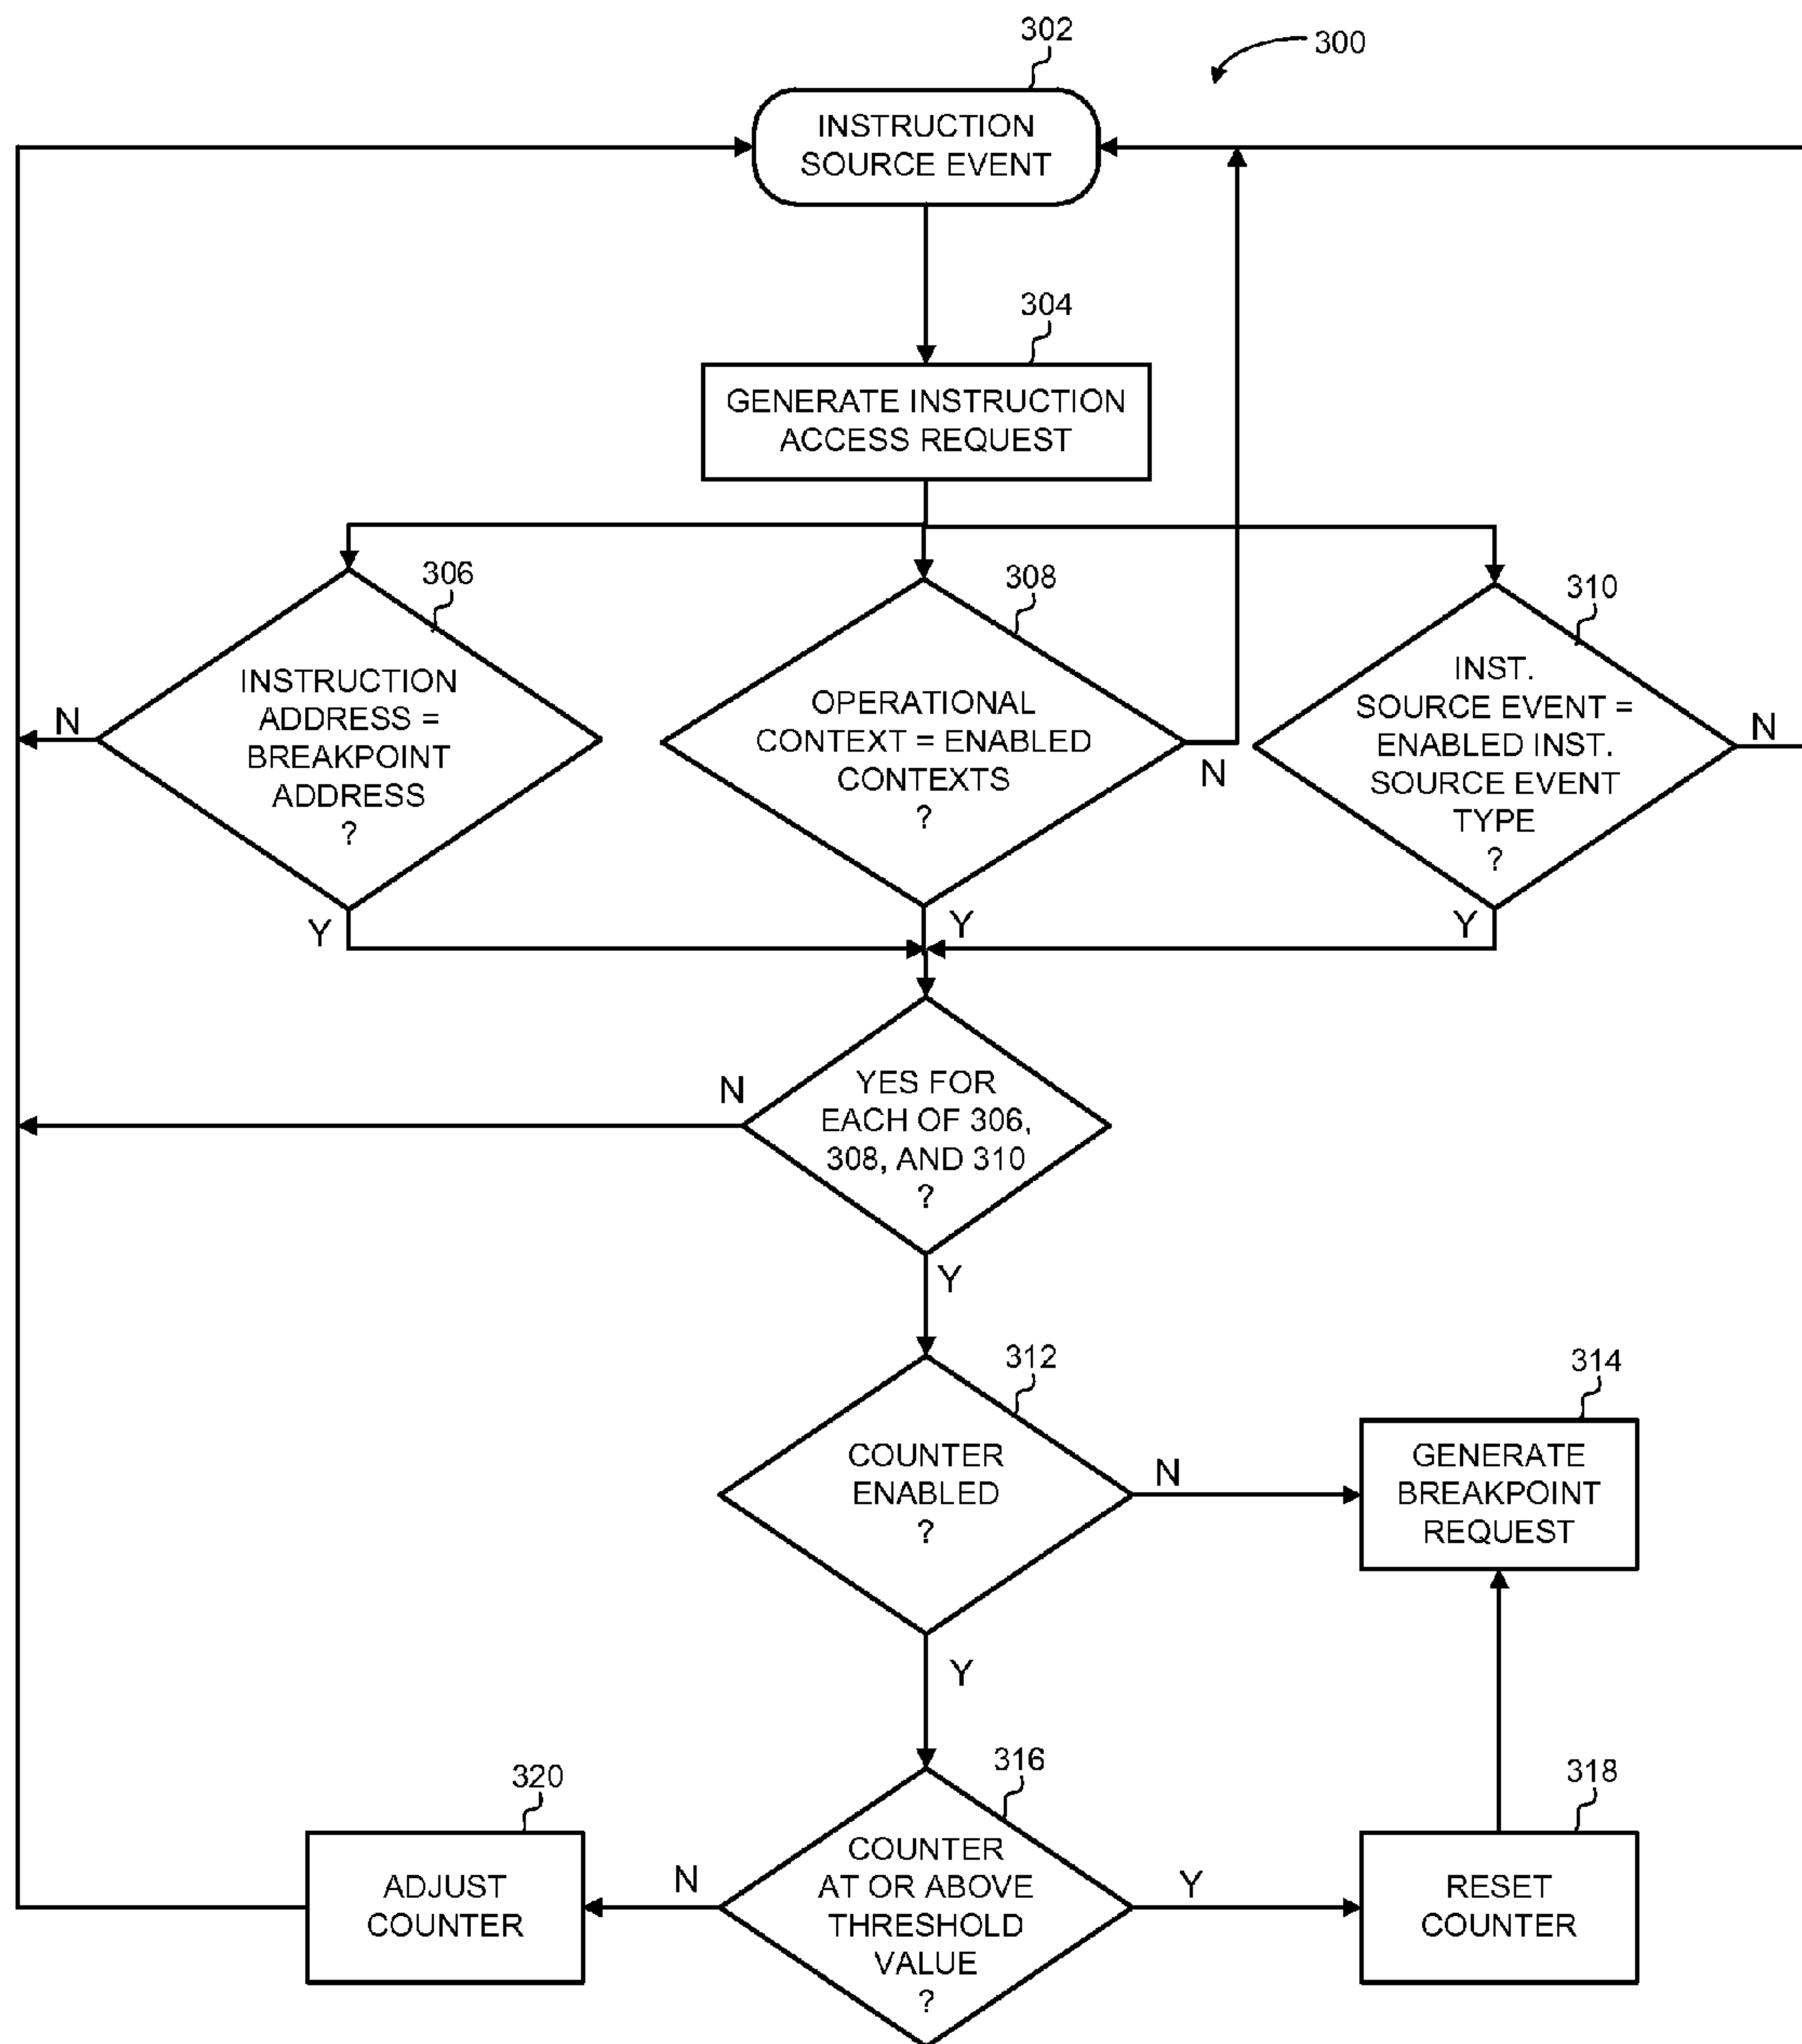 302
300
INSTRUCTION
SOURCE EVENT
304
GENERATE INSTRUCTION
ACCESS REQUEST
306
INSTRUCTION
ADDRESS =
BREAKPOINT
ADDRESS
?
N
Y
308
OPERATIONAL
CONTEXT = ENABLED
CONTEXTS
?
N
Y
310
INST.
SOURCE EVENT =
ENABLED INST.
SOURCE EVENT
TYPE
?
N
Y
YES FOR
EACH OF 306,
308, AND 310
?
N
Y
312
COUNTER
ENABLED
?
N
Y
314
GENERATE
BREAKPOINT
REQUEST
316
COUNTER
AT OR ABOVE
THRESHOLD
VALUE
?
N
Y
318
RESET
COUNTER
320
ADJUST
COUNTER